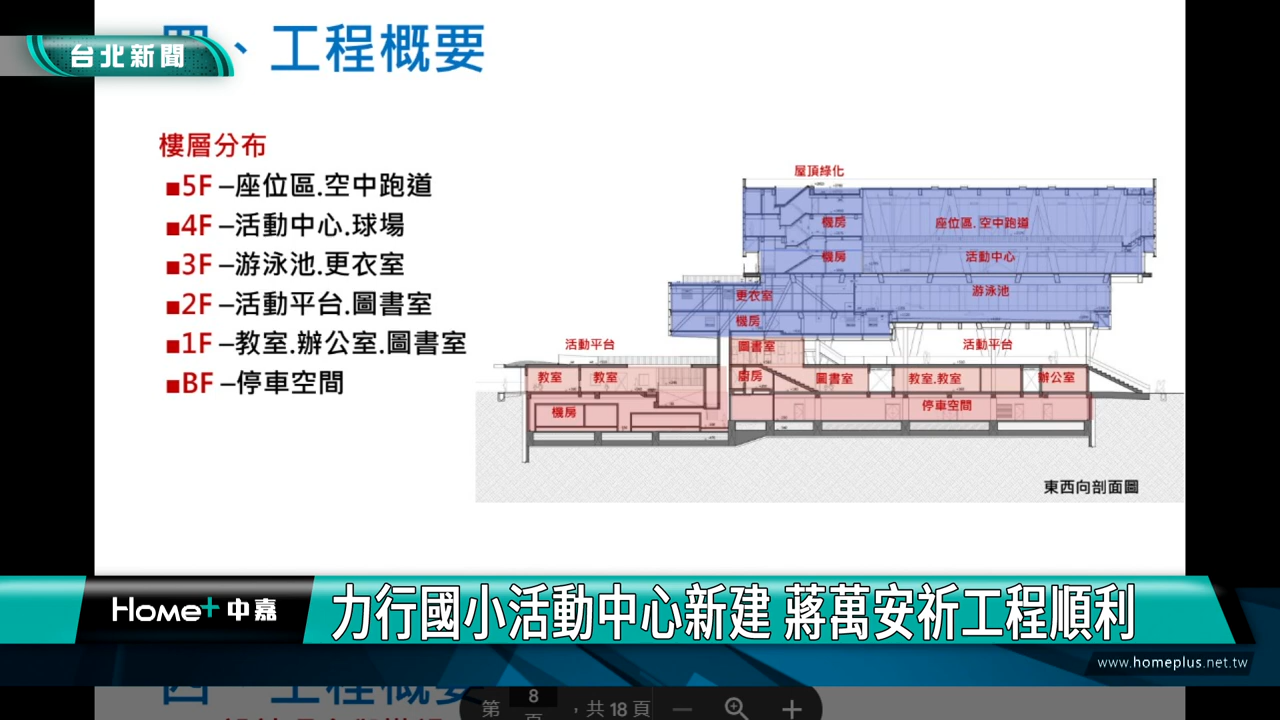 四、工程概要
台北新聞
樓層分布
■5F –座位區.空中跑道
■4F –活動中心.球場
■3F –游泳池.更衣室
■2F –活動平台.圖書室
■1F –教室.辦公室.圖書室
■BF –停車空間
屋頂綠化
機房 座位區. 空中跑道
機房 活動中心
更衣室 游泳池
機房
活動平台 圖書室 活動平台
教室 教室 廚房 圖書室 教室.教室 辦公室
機房 停車空間
東西向剖面圖
Home+中嘉
力行國小活動中心新建 蔣萬安祈工程順利
www.homeplus.net.tw
四、工程概要
第 8 頁 ，共 18 頁